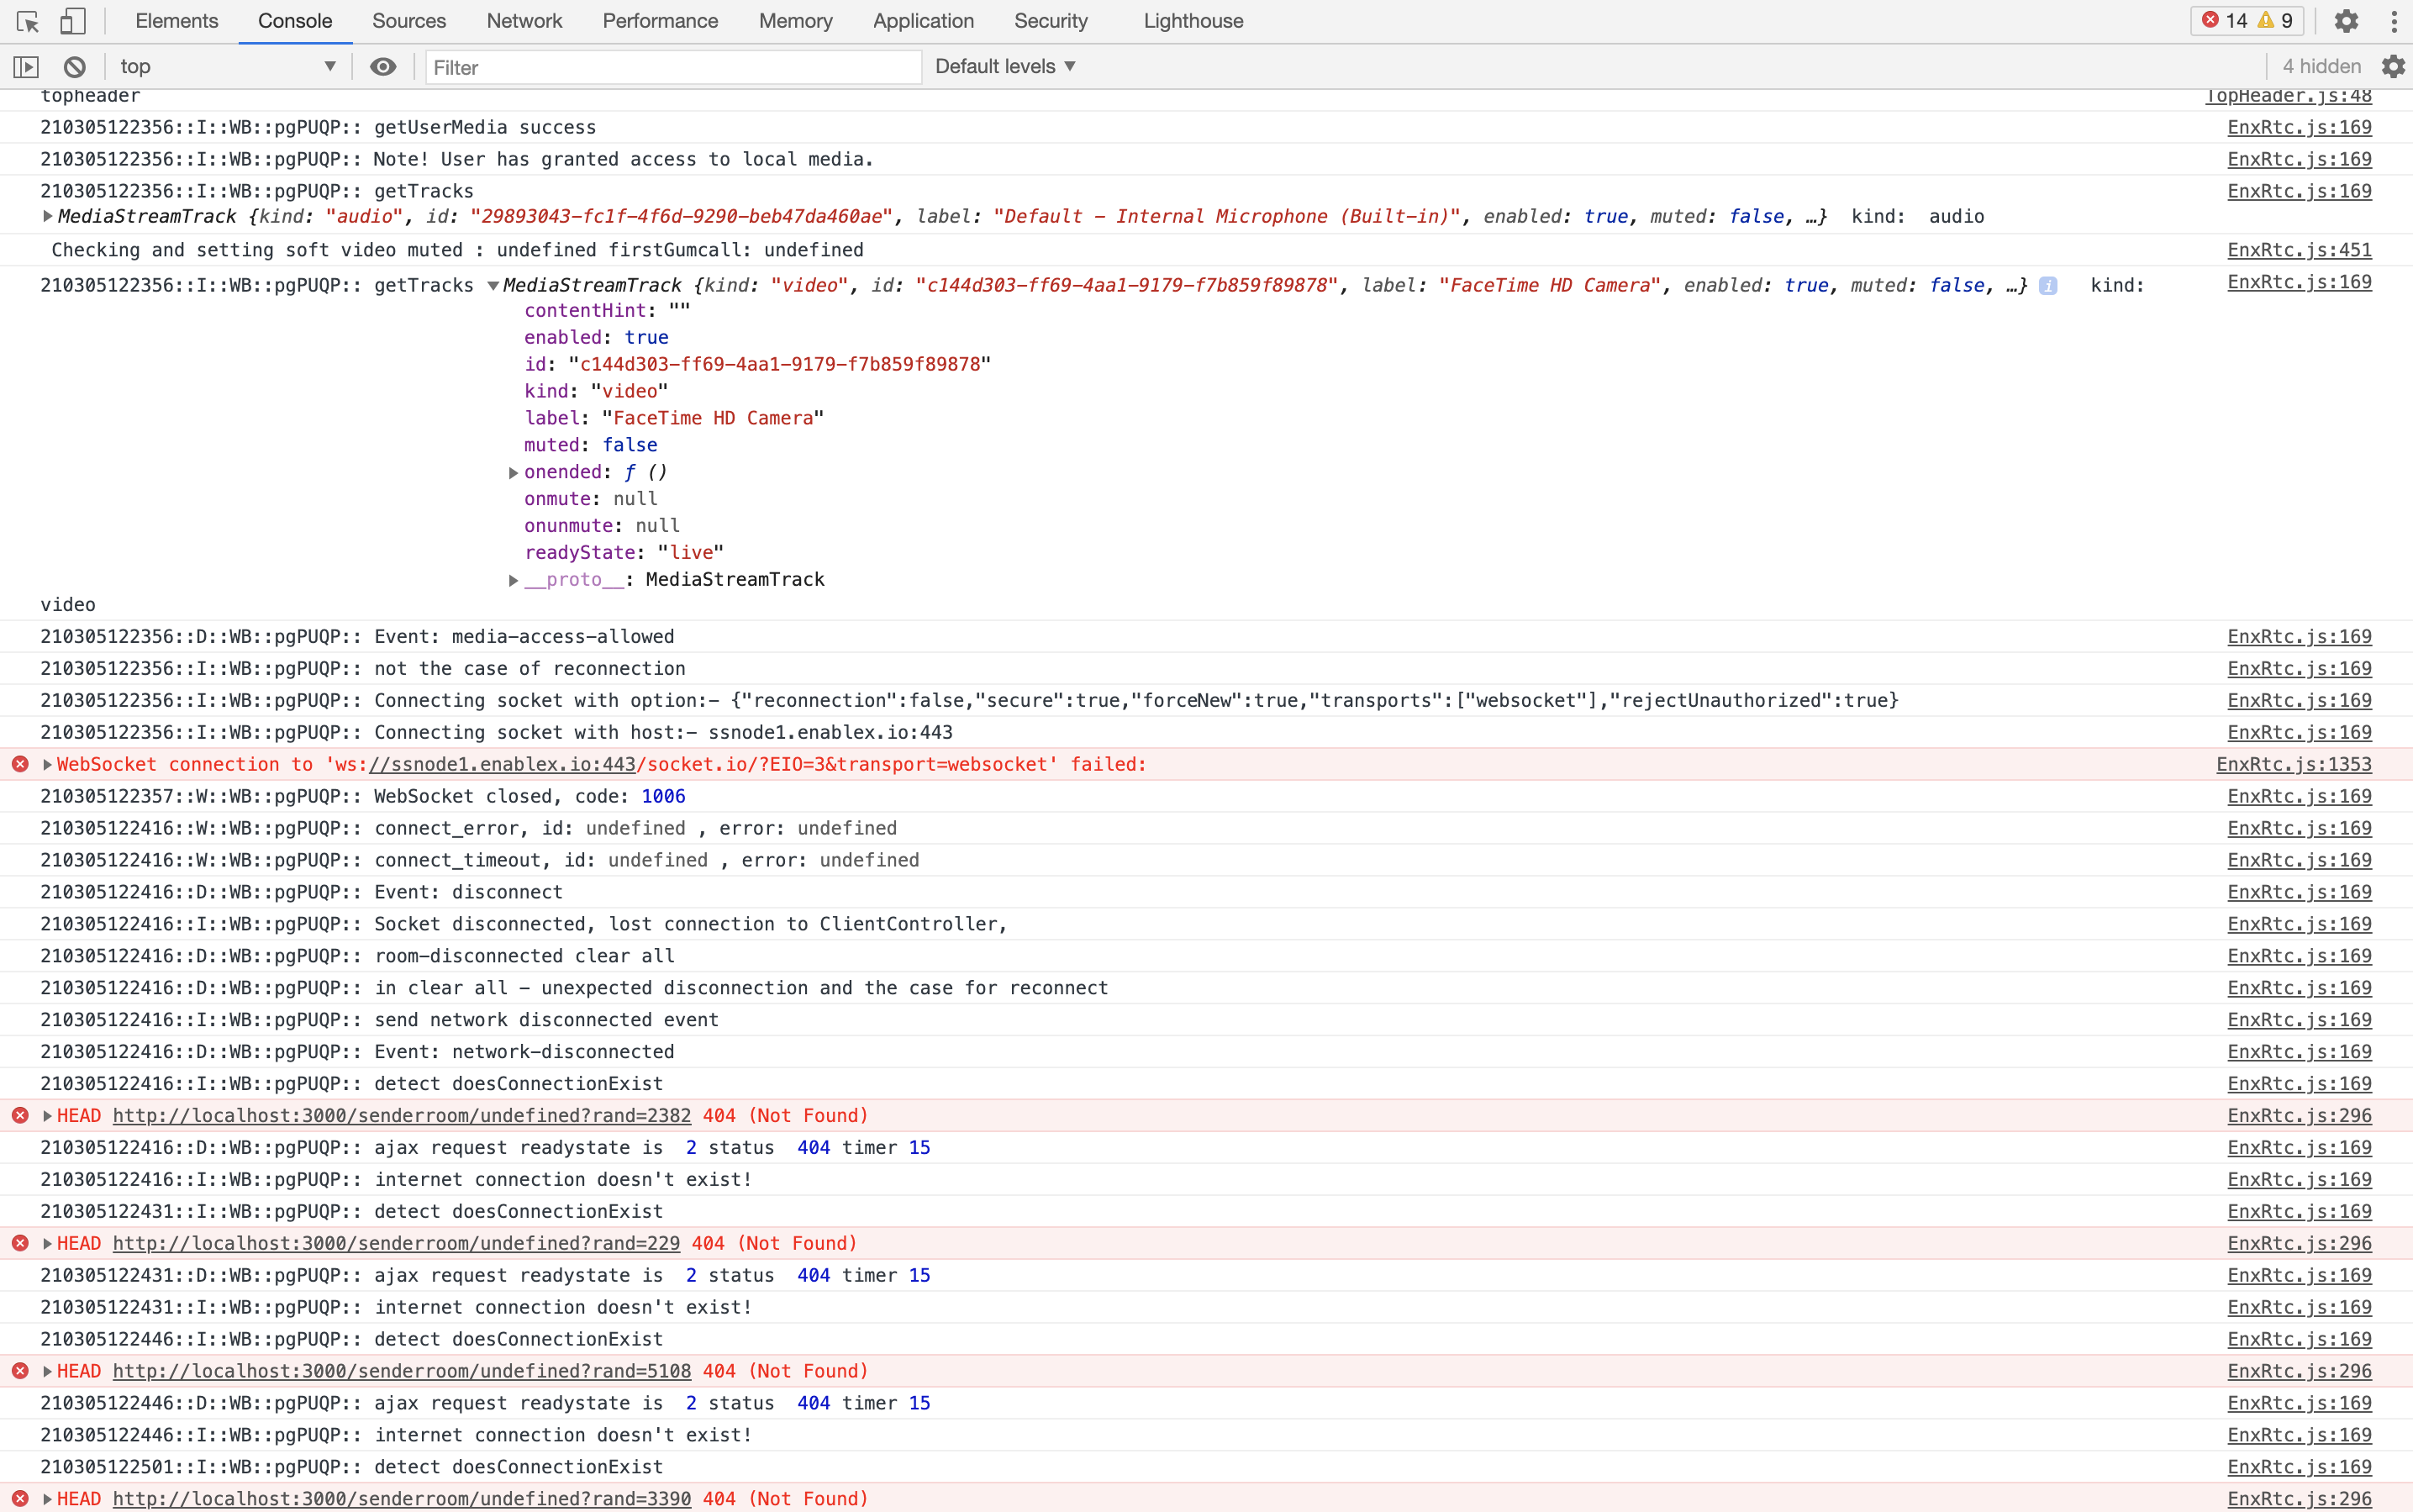 Elements Console Sources Network Performance Memory Application Security Lighthouse 14 9
top Filter Default levels 4 hidden
topheader TopHeader.js:48
210305122356::I::WB::pgPUQP:: getUserMedia success EnxRtc.js:169
210305122356::I::WB::pgPUQP:: Note! User has granted access to local media. EnxRtc.js:169
210305122356::I::WB::pgPUQP:: getTracks EnxRtc.js:169
MediaStreamTrack {kind: "audio", id: "29893043-fc1f-4f6d-9290-beb47da460ae", label: "Default - Internal Microphone (Built-in)", enabled: true, muted: false, …} kind: audio
Checking and setting soft video muted : undefined firstGumcall: undefined EnxRtc.js:451
210305122356::I::WB::pgPUQP:: getTracks MediaStreamTrack {kind: "video", id: "c144d303-ff69-4aa1-9179-f7b859f89878", label: "FaceTime HD Camera", enabled: true, muted: false, …} i kind: EnxRtc.js:169
contentHint: ""
enabled: true
id: "c144d303-ff69-4aa1-9179-f7b859f89878"
kind: "video"
label: "FaceTime HD Camera"
muted: false
onended: ƒ ()
onmute: null
onunmute: null
readyState: "live"
__proto__: MediaStreamTrack
video
210305122356::D::WB::pgPUQP:: Event: media-access-allowed EnxRtc.js:169
210305122356::I::WB::pgPUQP:: not the case of reconnection EnxRtc.js:169
210305122356::I::WB::pgPUQP:: Connecting socket with option:- {"reconnection":false,"secure":true,"forceNew":true,"transports":["websocket"],"rejectUnauthorized":true} EnxRtc.js:169
210305122356::I::WB::pgPUQP:: Connecting socket with host:- ssnode1.enablex.io:443 EnxRtc.js:169
WebSocket connection to 'ws://ssnode1.enablex.io:443/socket.io/?EIO=3&transport=websocket' failed: EnxRtc.js:1353
210305122357::W::WB::pgPUQP:: WebSocket closed, code: 1006 EnxRtc.js:169
210305122416::W::WB::pgPUQP:: connect_error, id: undefined , error: undefined EnxRtc.js:169
210305122416::W::WB::pgPUQP:: connect_timeout, id: undefined , error: undefined EnxRtc.js:169
210305122416::D::WB::pgPUQP:: Event: disconnect EnxRtc.js:169
210305122416::I::WB::pgPUQP:: Socket disconnected, lost connection to ClientController, EnxRtc.js:169
210305122416::D::WB::pgPUQP:: room-disconnected clear all EnxRtc.js:169
210305122416::D::WB::pgPUQP:: in clear all - unexpected disconnection and the case for reconnect EnxRtc.js:169
210305122416::I::WB::pgPUQP:: send network disconnected event EnxRtc.js:169
210305122416::D::WB::pgPUQP:: Event: network-disconnected EnxRtc.js:169
210305122416::I::WB::pgPUQP:: detect doesConnectionExist EnxRtc.js:169
HEAD http://localhost:3000/senderroom/undefined?rand=2382 404 (Not Found) EnxRtc.js:296
210305122416::D::WB::pgPUQP:: ajax request readystate is 2 status 404 timer 15 EnxRtc.js:169
210305122416::I::WB::pgPUQP:: internet connection doesn't exist! EnxRtc.js:169
210305122431::I::WB::pgPUQP:: detect doesConnectionExist EnxRtc.js:169
HEAD http://localhost:3000/senderroom/undefined?rand=229 404 (Not Found) EnxRtc.js:296
210305122431::D::WB::pgPUQP:: ajax request readystate is 2 status 404 timer 15 EnxRtc.js:169
210305122431::I::WB::pgPUQP:: internet connection doesn't exist! EnxRtc.js:169
210305122446::I::WB::pgPUQP:: detect doesConnectionExist EnxRtc.js:169
HEAD http://localhost:3000/senderroom/undefined?rand=5108 404 (Not Found) EnxRtc.js:296
210305122446::D::WB::pgPUQP:: ajax request readystate is 2 status 404 timer 15 EnxRtc.js:169
210305122446::I::WB::pgPUQP:: internet connection doesn't exist! EnxRtc.js:169
210305122501::I::WB::pgPUQP:: detect doesConnectionExist EnxRtc.js:169
HEAD http://localhost:3000/senderroom/undefined?rand=3390 404 (Not Found) EnxRtc.js:296